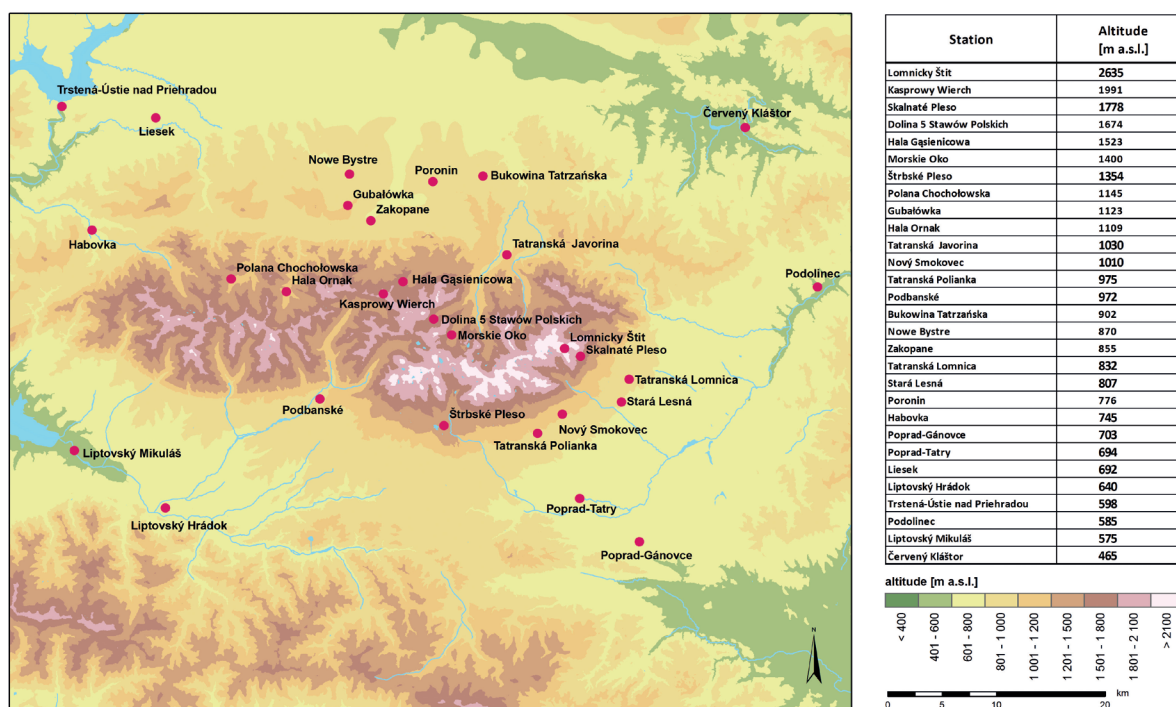 Trstená-Ústie nad Priehradou
Liesek
Červený Kláštor
Nowe Bystre
Poronin
Bukowina Tatrzańska
Gubałówka
Zakopane
Habovka
Tatranská Javorina
Polana Chochołowska
Hala Ornak
Hala Gąsienicowa
Podolínec
Kasprowy Wierch
Dolina 5 Stawów Polskich
Morskie Oko
Lomnicky Štit
Skalnaté Pleso
Tatranská Lomnica
Podbanské
Stará Lesná
Štrbské Pleso
Nový Smokovec
Tatranská Polianka
Liptovský Mikuláš
Poprad-Tatry
Liptovský Hrádok
Poprad-Gánovce
N
Station Altitude
[m a.s.l.]
Lomnicky Štit 2635
Kasprowy Wierch 1991
Skalnaté Pleso 1778
Dolina 5 Stawów Polskich 1674
Hala Gąsienicowa 1523
Morskie Oko 1400
Štrbské Pleso 1354
Polana Chochołowska 1145
Gubałówka 1123
Hala Ornak 1109
Tatranská Javorina 1030
Nový Smokovec 1010
Tatranská Polianka 975
Podbanské 972
Bukowina Tatrzańska 902
Nowe Bystre 870
Zakopane 855
Tatranská Lomnica 832
Stará Lesná 807
Poronin 776
Habovka 745
Poprad-Gánovce 703
Poprad-Tatry 694
Liesek 692
Liptovský Hrádok 640
Trstená-Ústie nad Priehradou 598
Podolinec 585
Liptovský Mikuláš 575
Červený Kláštor 465
altitude [m a.s.l.]
< 400
401 - 600
601 - 800
801 - 1 000
1 001 - 1 200
1 201 - 1 500
1 501 - 1 800
1 801 - 2 100
> 2100
km
0 5 10 20